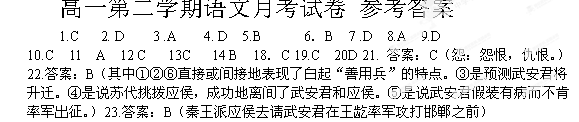 高一第二学期语文月考试卷 参考答案
1.C 2.D 3.A 4.D 5.B 6. B 7.D 8.A 9.D
10.C 11 A 12C 13C 14B 18. C 19.C 20D 21. 答案：C（怨：怨恨，仇恨。）
22.答案：B（其中①②⑥直接或间接地表现了白起“善用兵”的特点。③是预测武安君将
升迁。④是说苏代挑拨应侯，成功地离间了武安君和应侯。⑤是说武安君假装有病而不肯
率军出征。）23.答案：B（秦王派应侯去请武安君在王龁率军攻打邯郸之前）